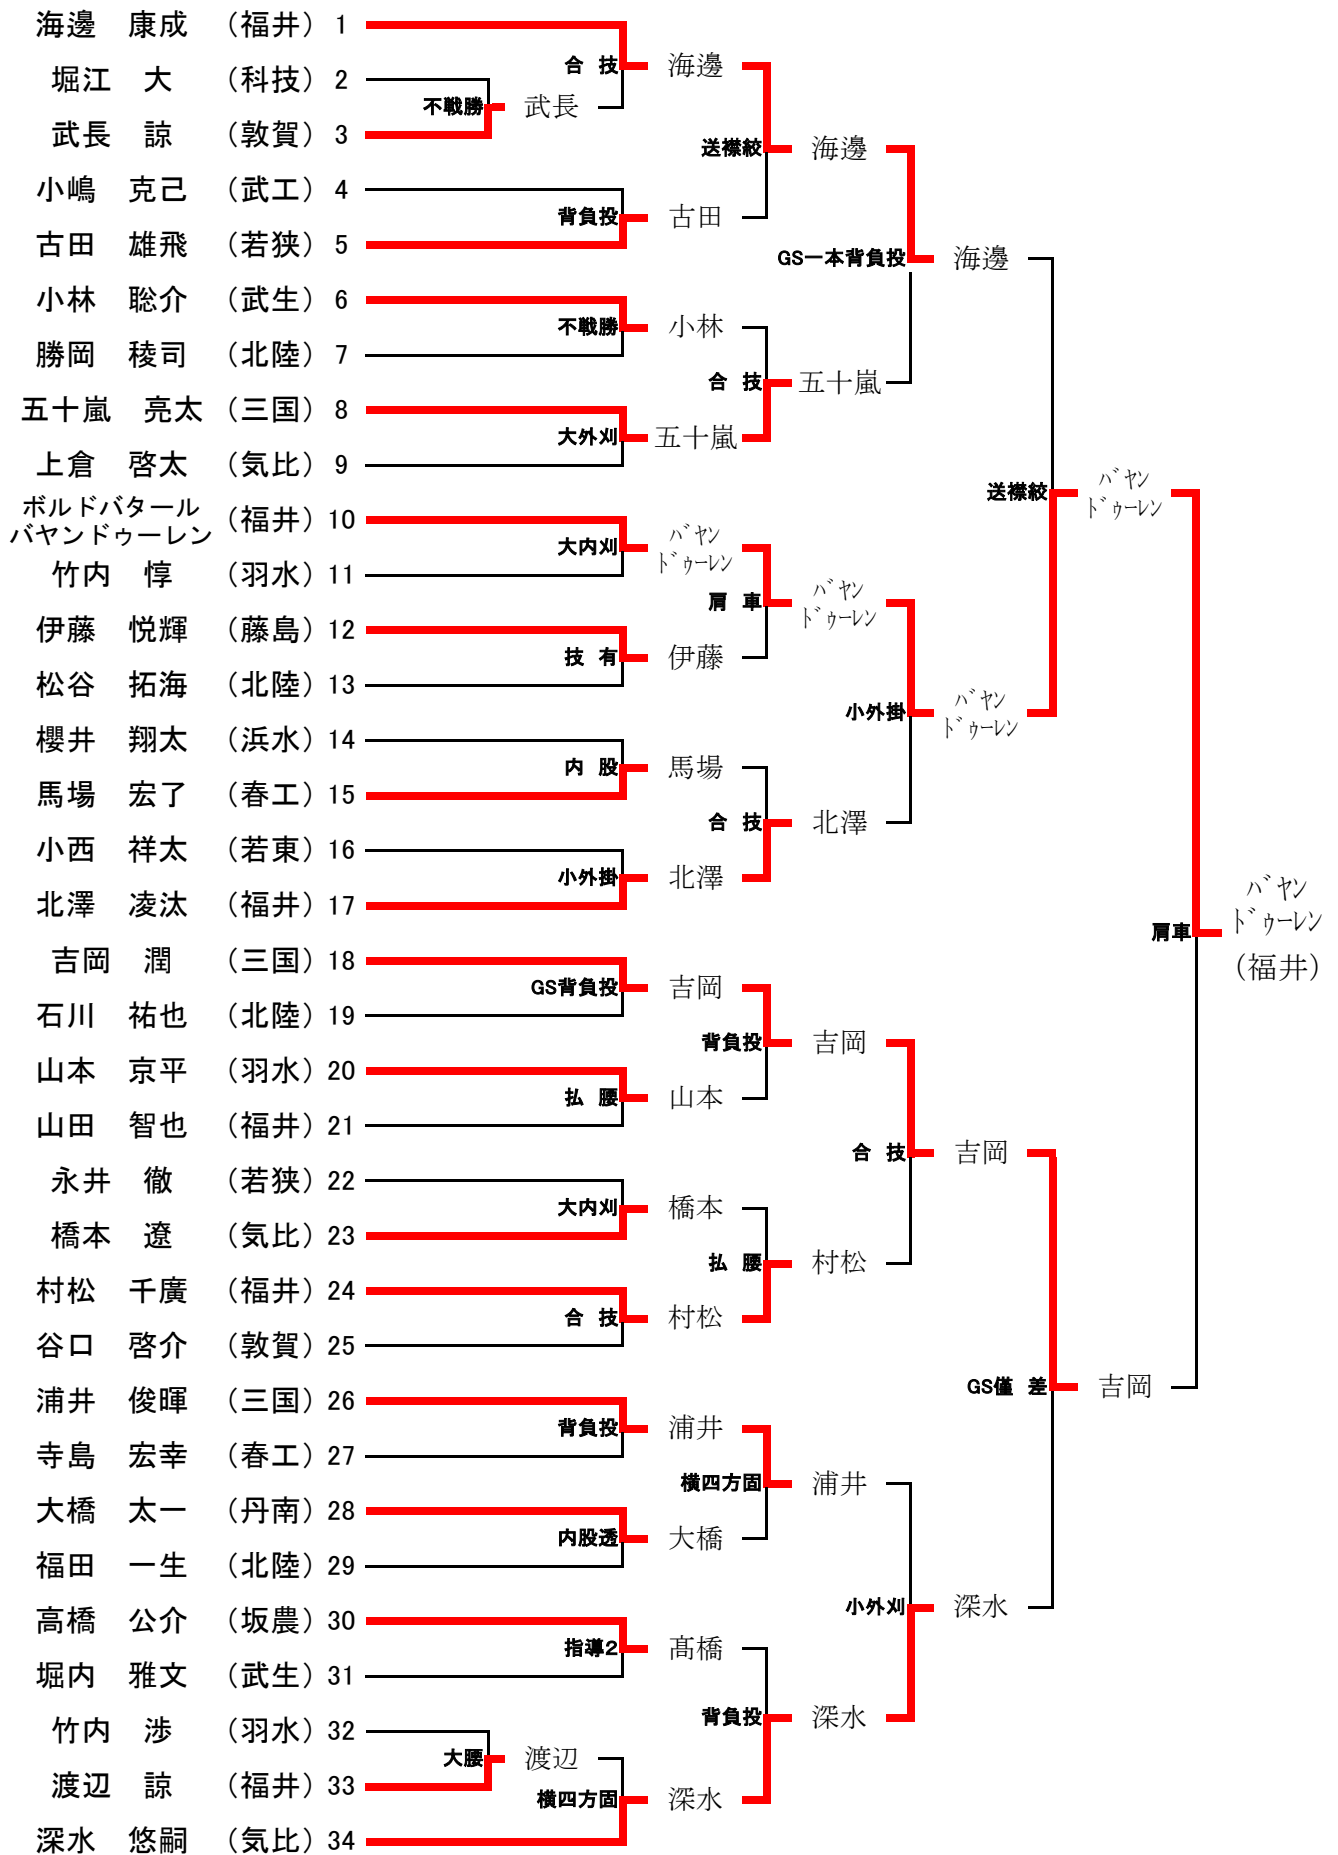 海邊　康成　（福井）　1
堀江　大　（科技）　2
武長　諒　（敦賀）　3
小嶋　克己　（武工）　4
古田　雄飛　（若狭）　5
小林　聡介　（武生）　6
勝岡　稜司　（北陸）　7
五十嵐　亮太　（三国）　8
上倉　啓太　（気比）　9
ボルドバタール
バヤンドゥーレン　（福井）　10
竹内　惇　（羽水）　11
伊藤　悦輝　（藤島）　12
松谷　拓海　（北陸）　13
櫻井　翔太　（浜水）　14
馬場　宏了　（春工）　15
小西　祥太　（若東）　16
北澤　凌汰　（福井）　17
吉岡　潤　（三国）　18
石川　祐也　（北陸）　19
山本　京平　（羽水）　20
山田　智也　（福井）　21
永井　徹　（若狭）　22
橋本　遼　（気比）　23
村松　千廣　（福井）　24
谷口　啓介　（敦賀）　25
浦井　俊暉　（三国）　26
寺島　宏幸　（春工）　27
大橋　太一　（丹南）　28
福田　一生　（北陸）　29
高橋　公介　（坂農）　30
堀内　雅文　（武生）　31
竹内　渉　（羽水）　32
渡辺　諒　（福井）　33
深水　悠嗣　（気比）　34
不戦勝
武長
大腰
渡辺
合 技
海邊
背負投
古田
不戦勝
小林
大外刈
五十嵐
大内刈
ﾊﾞﾔﾝ
ﾄﾞｩｰﾚﾝ
技 有
伊藤
内 股
馬場
小外掛
北澤
GS背負投
吉岡
払 腰
山本
大内刈
橋本
合 技
村松
背負投
浦井
内股透
大橋
指導2
髙橋
横四方固
深水
送襟絞
海邊
合 技
五十嵐
肩 車
ﾊﾞﾔﾝ
ﾄﾞｩｰﾚﾝ
合 技
北澤
背負投
吉岡
払 腰
村松
横四方固
浦井
背負投
深水
GS一本背負投
海邊
小外掛
ﾊﾞﾔﾝ
ﾄﾞｩｰﾚﾝ
合 技
吉岡
小外刈
深水
送襟絞
ﾊﾞﾔﾝ
ﾄﾞｩｰﾚﾝ
GS僅 差
吉岡
肩車
ﾊﾞﾔﾝ
ﾄﾞｩｰﾚﾝ
（福井）